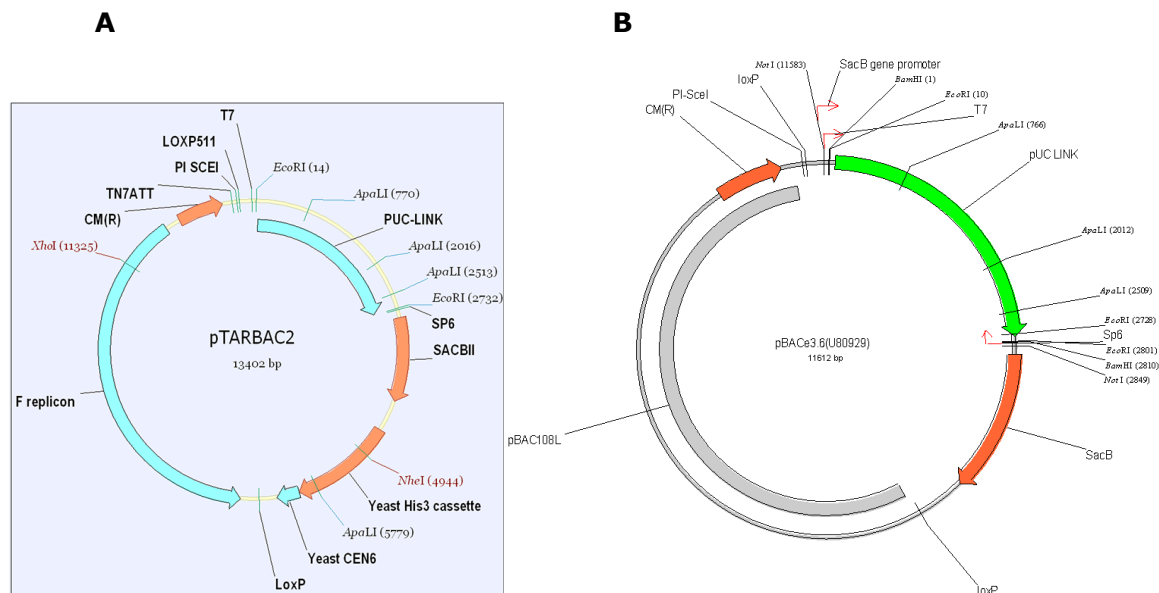 A
B
T7
LOXP511
PI SCEI
TN7ATT
CM(R)
XhoI (11325)
EcoRI (14)
ApaLI (770)
PUC-LINK
ApaLI (2016)
ApaLI (2513)
EcoRI (2732)
SP6
SACBII
pTARBAC2
13402 bp
F replicon
NheI (4944)
Yeast His3 cassette
ApaLI (5779)
Yeast CEN6
LoxP
NotI (11583)
SacB gene promoter
loxP
BamHI (1)
PI-SceI
EcoRI (10)
CM(R)
T7
ApaLI (766)
pUC LINK
ApaLI (2012)
ApaLI (2509)
EcoRI (2728)
Sp6
EcoRI (2801)
BamHI (2810)
NotI (2849)
pBACe3.6(U80929)
11612 bp
pBAC108L
SacB
loxP